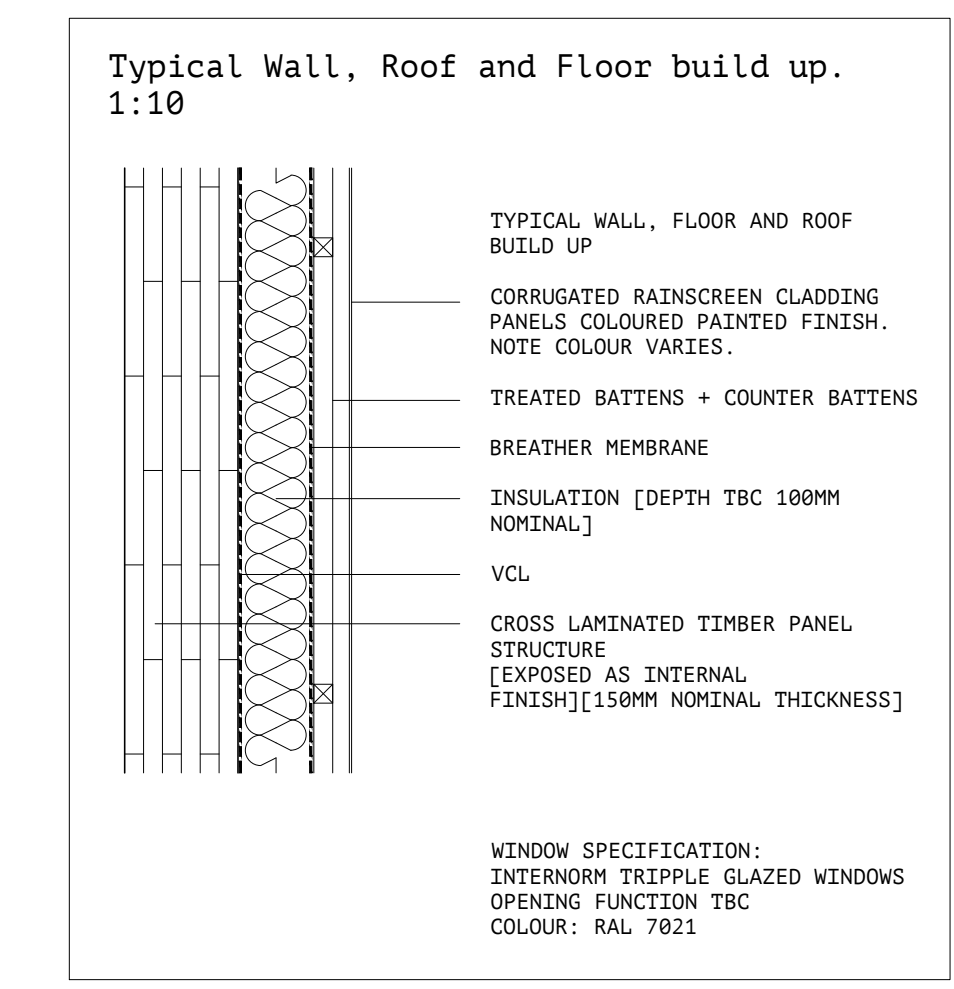 Typical Wall, Roof and Floor build up.
1:10
TYPICAL WALL, FLOOR AND ROOF
BUILD UP
CORRUGATED RAINSCREEN CLADDING
PANELS COLOURED PAINTED FINISH.
NOTE COLOUR VARIES.
TREATED BATTENS + COUNTER BATTENS
BREATHER MEMBRANE
INSULATION [DEPTH TBC 100MM
NOMINAL]
VCL
CROSS LAMINATED TIMBER PANEL
STRUCTURE
[EXPOSED AS INTERNAL
FINISH][150MM NOMINAL THICKNESS]
WINDOW SPECIFICATION:
INTERNORM TRIPPLE GLAZED WINDOWS
OPENING FUNCTION TBC
COLOUR: RAL 7021